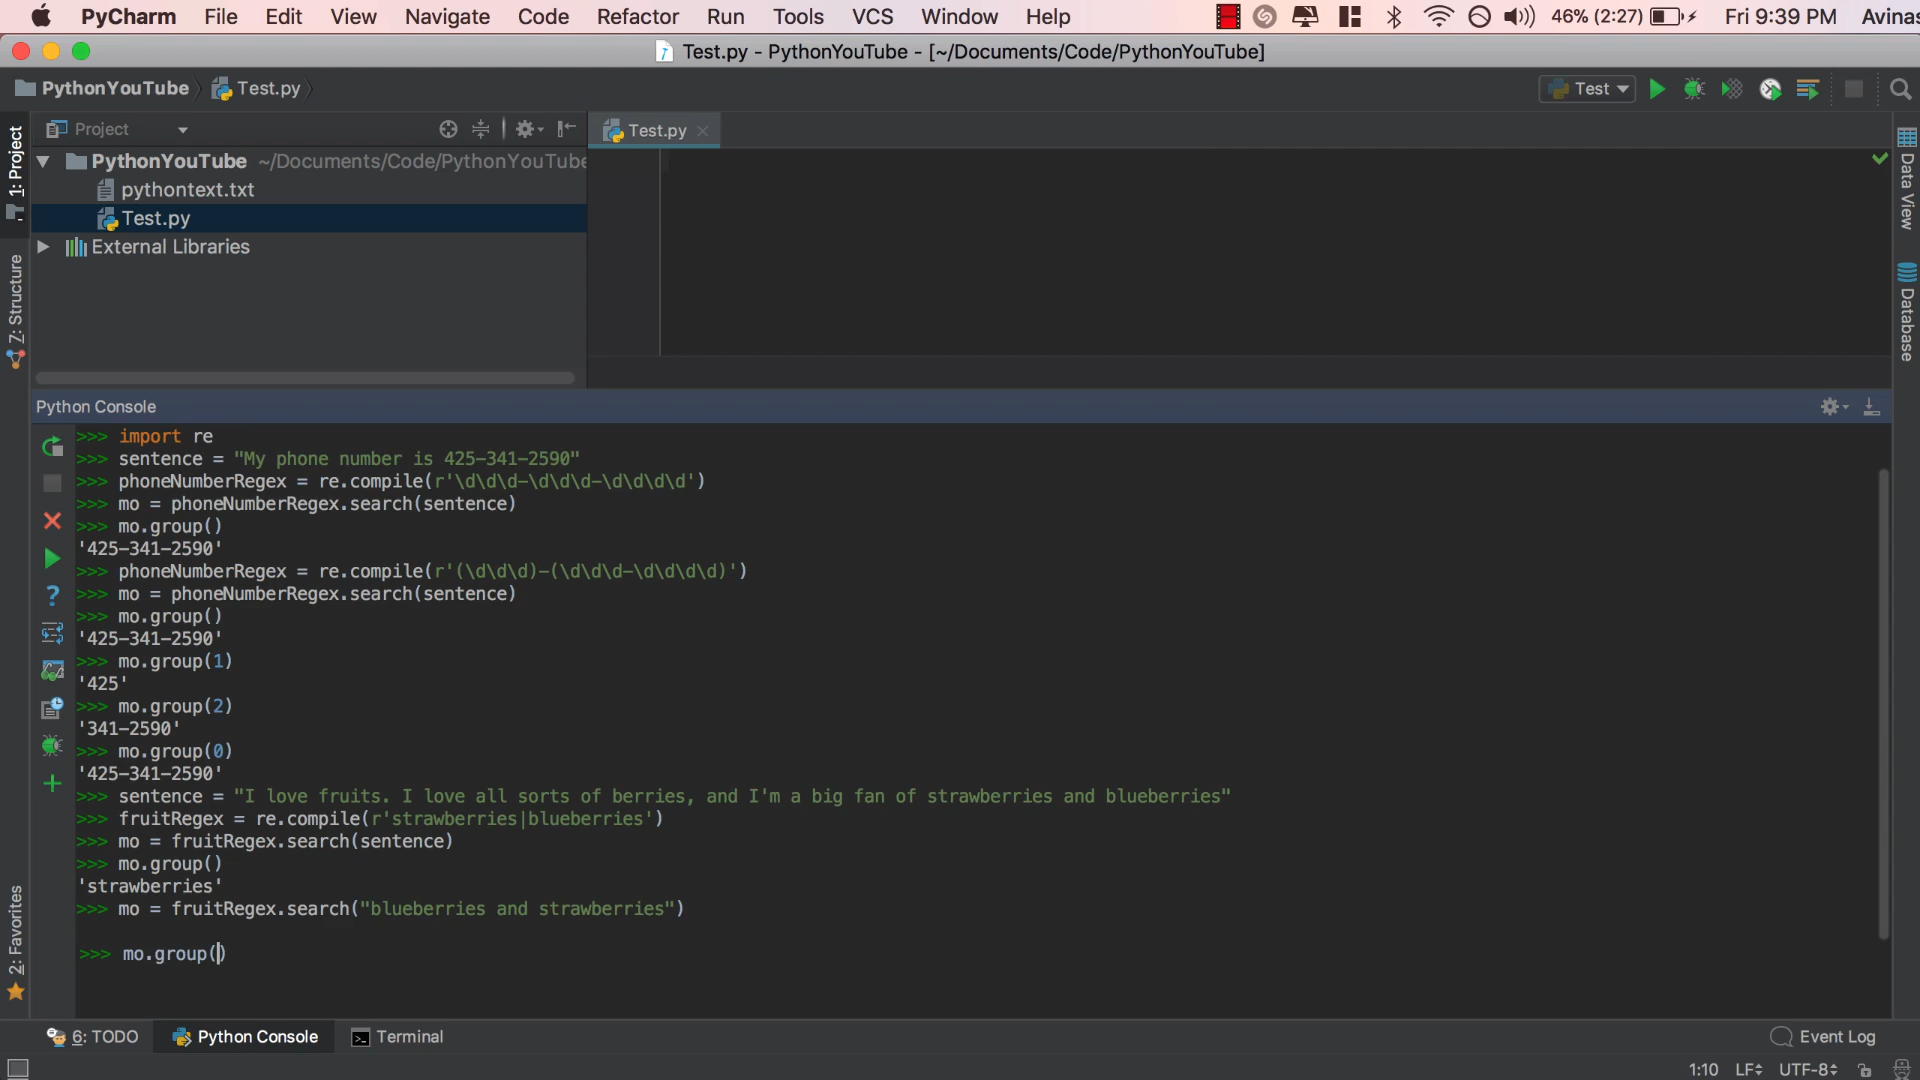 PyCharm File Edit View Navigate Code Refactor Run Tools VCS Window Help 46% (2:27) Fri 9:39 PM Avinas
Test.py - PythonYouTube - [~/Documents/Code/PythonYouTube]
PythonYouTube Test.py Test
Project
Test.py
1: Project
PythonYouTube ~/Documents/Code/PythonYouTube
pythontext.txt
Test.py
External Libraries
Z: Structure
Data View
Database
Python Console
>>> import re
>>> sentence = "My phone number is 425-341-2590"
>>> phoneNumberRegex = re.compile(r'\d\d\d-\d\d\d-\d\d\d\d')
>>> mo = phoneNumberRegex.search(sentence)
>>> mo.group()
'425-341-2590'
>>> phoneNumberRegex = re.compile(r'(\d\d\d)-(\d\d\d-\d\d\d\d)')
>>> mo = phoneNumberRegex.search(sentence)
>>> mo.group()
'425-341-2590'
>>> mo.group(1)
'425'
>>> mo.group(2)
'341-2590'
>>> mo.group(0)
'425-341-2590'
>>> sentence = "I love fruits. I love all sorts of berries, and I'm a big fan of strawberries and blueberries"
>>> fruitRegex = re.compile(r'strawberries|blueberries')
>>> mo = fruitRegex.search(sentence)
>>> mo.group()
'strawberries'
>>> mo = fruitRegex.search("blueberries and strawberries")
>>> mo.group()
2: Favorites
6: TODO Python Console Terminal Event Log
1:10 LF UTF-8